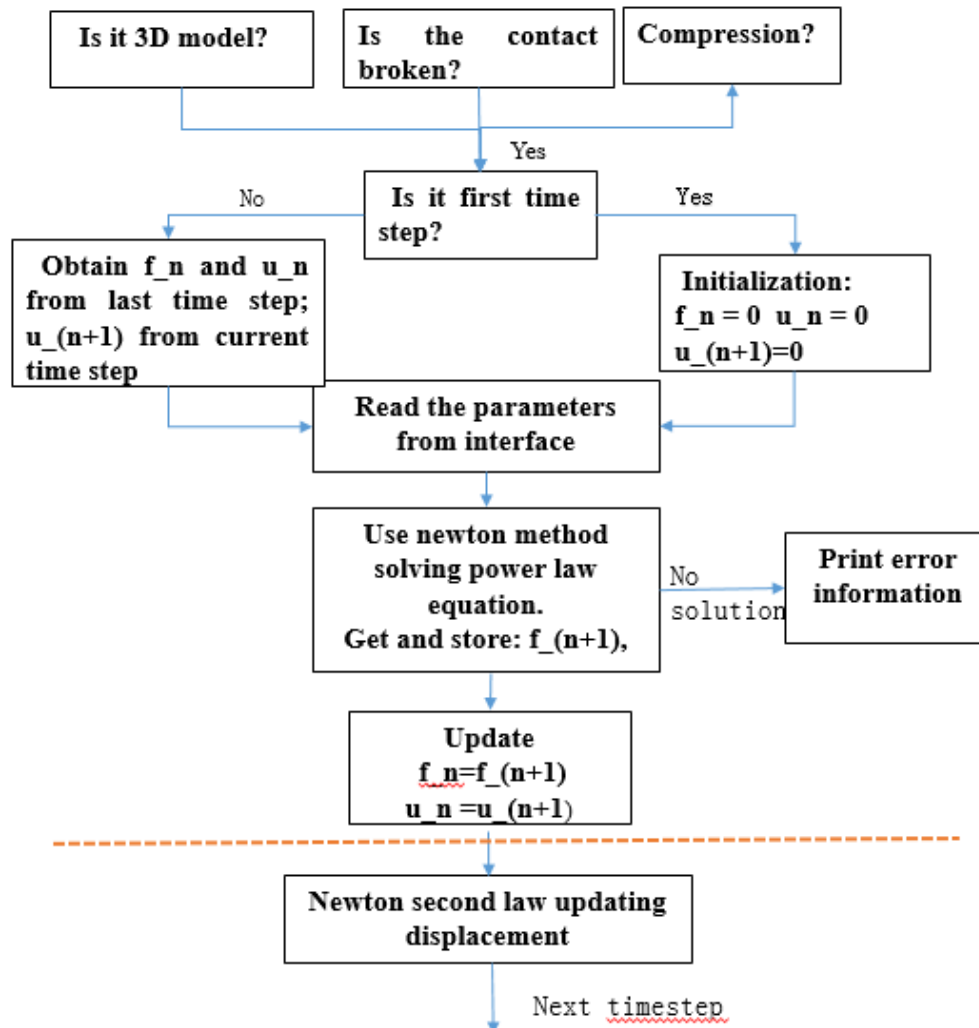 Is it 3D model?
Is the contact
broken?
Compression?
Yes
No
Is it first time
step?
Yes
Obtain f_n and u_n
from last time step;
u_(n+1) from current
time step
Initialization:
f_n = 0 u_n = 0
u_(n+1)=0
Read the parameters
from interface
Use newton method
solving power law
equation.
Get and store: f_(n+1),
No
solution
Print error
information
Update
f_n=f_(n+1)
u_n =u_(n+1)
Newton second law updating
displacement
Next timestep